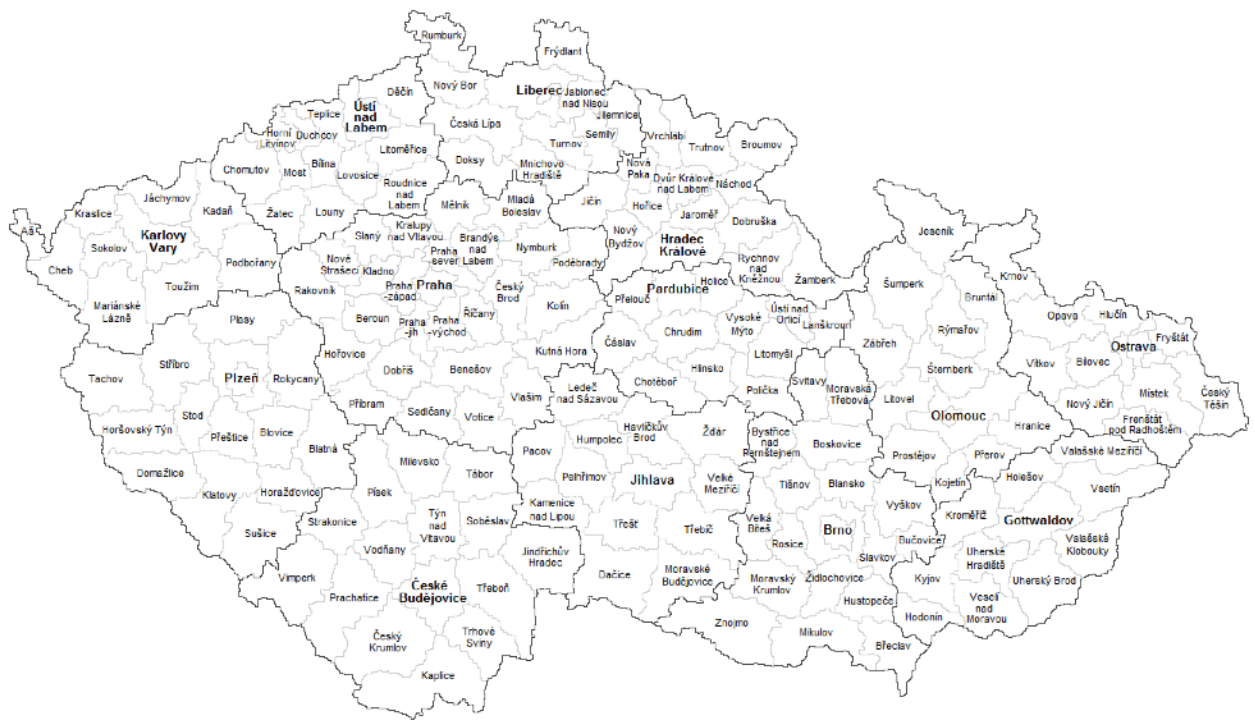 Rumburk
Frýdlant
Nový Bor
Liberec
Jablonec
nad Nisou
Jilemnice
Děčín
Ústí
nad
Labem
Teplice
Duchcov
Horní
Litvínov
Česká Lípa
Semily
Turnov
Vrchlabí
Trutnov
Broumov
Chomutov
Most
Bílina
Lovosice
Litoměřice
Roudnice
nad
Labem
Doksy
Mnichovo
Hradiště
Nová
Paka
Dvůr Králové
nad Labem
Náchod
Jáchymov
Kadaň
Žatec
Louny
Mělník
Mladá
Boleslav
Jičín
Hořice
Jaroměř
Dobruška
Aš
Kraslice
Sokolov
Karlovy
Vary
Podbořany
Slaný
Kralupy
nad Vltavou
Brandýs
nad
Labem
Nymburk
Poděbrady
Nový
Bydžov
Hradec
Králové
Rychnov
nad
Kněžnou
Žamberk
Jeseník
Cheb
Mariánské
Lázně
Toužim
Rakovník
Nové
Strašecí
Kladno
Praha
-sever
Praha
-západ
Praha
Říčany
Český
Brod
Kolín
Přelouč
Pardubice
Holice
Ústí nad
Orlicí
Lanškroun
Šumperk
Bruntál
Krnov
Plasy
Beroun
Praha
-jih
Praha
-východ
Kutná Hora
Čáslav
Chrudim
Vysoké
Mýto
Litomyšl
Zábřeh
Rýmařov
Opava
Hlučín
Fryštát
Ostrava
Tachov
Stříbro
Plzeň
Rokycany
Hořovice
Dobříš
Benešov
Vlašim
Ledeč
nad Sázavou
Chotěboř
Hlinsko
Polička
Svitavy
Moravská
Třebová
Litovel
Šternberk
Olomouc
Vítkov
Bílovec
Nový Jičín
Místek
Český
Těšín
Frenštát
pod Radhoštěm
Horšovský Týn
Stod
Přeštice
Blovice
Příbram
Sedlčany
Votice
Humpolec
Havlíčkův
Brod
Žďár
Bystřice
nad
Pernštejnem
Boskovice
Prostějov
Přerov
Hranice
Valašské Meziříčí
Domažlice
Klatovy
Horažďovice
Blatná
Milevsko
Tábor
Pacov
Pelhřimov
Jihlava
Velké
Meziříčí
Tišnov
Blansko
Vyškov
Kojetín
Holešov
Vsetín
Sušice
Strakonice
Písek
Týn
nad
Vltavou
Soběslav
Kamenice
nad Lipou
Třešť
Třebíč
Velká
Bíteš
Rosice
Brno
Bučovice
Slavkov
Kroměříž
Gottwaldov
Valašské
Klobouky
Vimperk
Vodňany
Prachatice
České
Budějovice
Třeboň
Jindřichův
Hradec
Dačice
Moravské
Budějovice
Moravský
Krumlov
Židlochovice
Hustopeče
Kyjov
Uherské
Hradiště
Uherský Brod
Veselí
nad
Moravou
Hodonín
Český
Krumlov
Trhové
Sviny
Kaplice
Znojmo
Mikulov
Břeclav